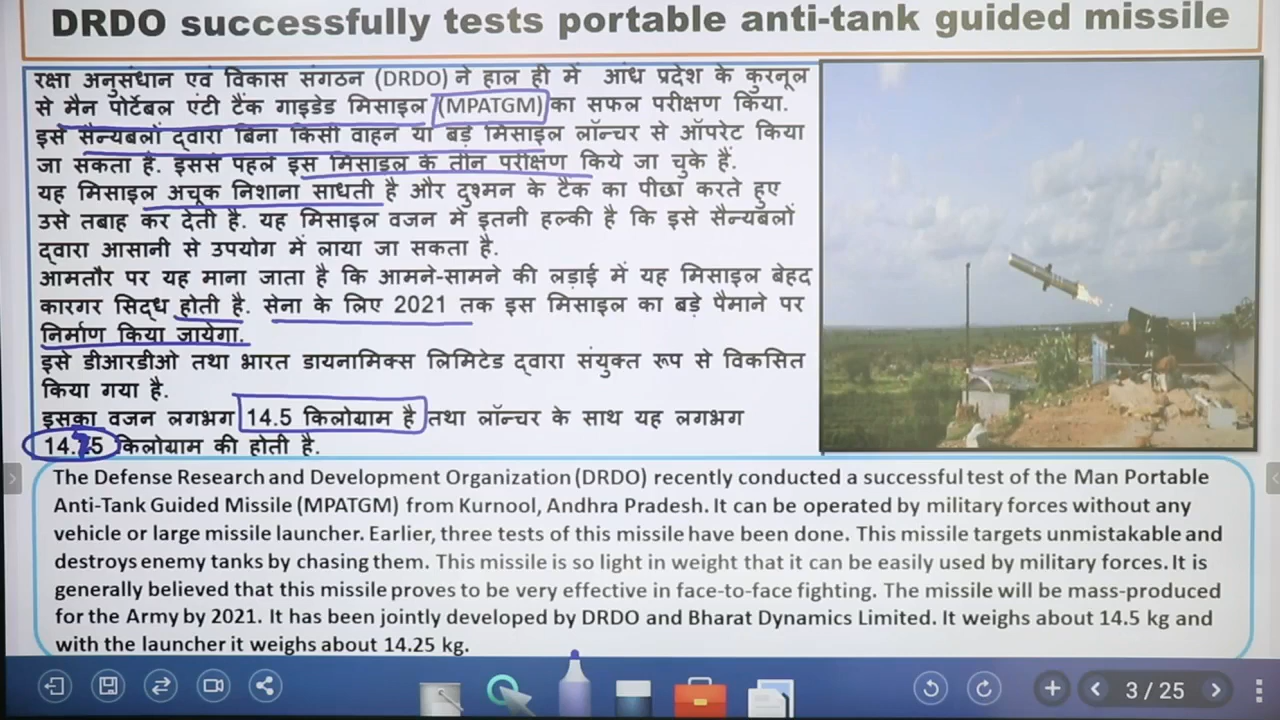 DRDO successfully tests portable anti-tank guided missile
रक्षा अनुसंधान एवं विकास संगठन (DRDO) ने हाल ही में आंध्र प्रदेश के कुरनूल
से मैन पोर्टेबल एंटी टैंक गाइडेड मिसाइल (MPATGM) का सफल परीक्षण किया.
इसे सैन्यबलों द्वारा बिना किसी वाहन या बड़े मिसाइल लॉन्चर से ऑपरेट किया
जा सकता है. इससे पहले इस मिसाइल के तीन परीक्षण किये जा चुके हैं.
यह मिसाइल अचूक निशाना साधती है और दुश्मन के टैंक का पीछा करते हुए
उसे तबाह कर देती है. यह मिसाइल वजन में इतनी हल्की है कि इसे सैन्यबलों
द्वारा आसानी से उपयोग में लाया जा सकता है.
आमतौर पर यह माना जाता है कि आमने-सामने की लड़ाई में यह मिसाइल बेहद
कारगर सिद्ध होती है. सेना के लिए 2021 तक इस मिसाइल का बड़े पैमाने पर
निर्माण किया जायेगा.
इसे डीआरडीओ तथा भारत डायनामिक्स लिमिटेड द्वारा संयुक्त रूप से विकसित
किया गया है.
इसका वजन लगभग 14.5 किलोग्राम है तथा लॉन्चर के साथ यह लगभग
14.75 किलोग्राम की होती है.
The Defense Research and Development Organization (DRDO) recently conducted a successful test of the Man Portable
Anti-Tank Guided Missile (MPATGM) from Kurnool, Andhra Pradesh. It can be operated by military forces without any
vehicle or large missile launcher. Earlier, three tests of this missile have been done. This missile targets unmistakable and
destroys enemy tanks by chasing them. This missile is so light in weight that it can be easily used by military forces. It is
generally believed that this missile proves to be very effective in face-to-face fighting. The missile will be mass-produced
for the Army by 2021. It has been jointly developed by DRDO and Bharat Dynamics Limited. It weighs about 14.5 kg and
with the launcher it weighs about 14.25 kg.
3 / 25